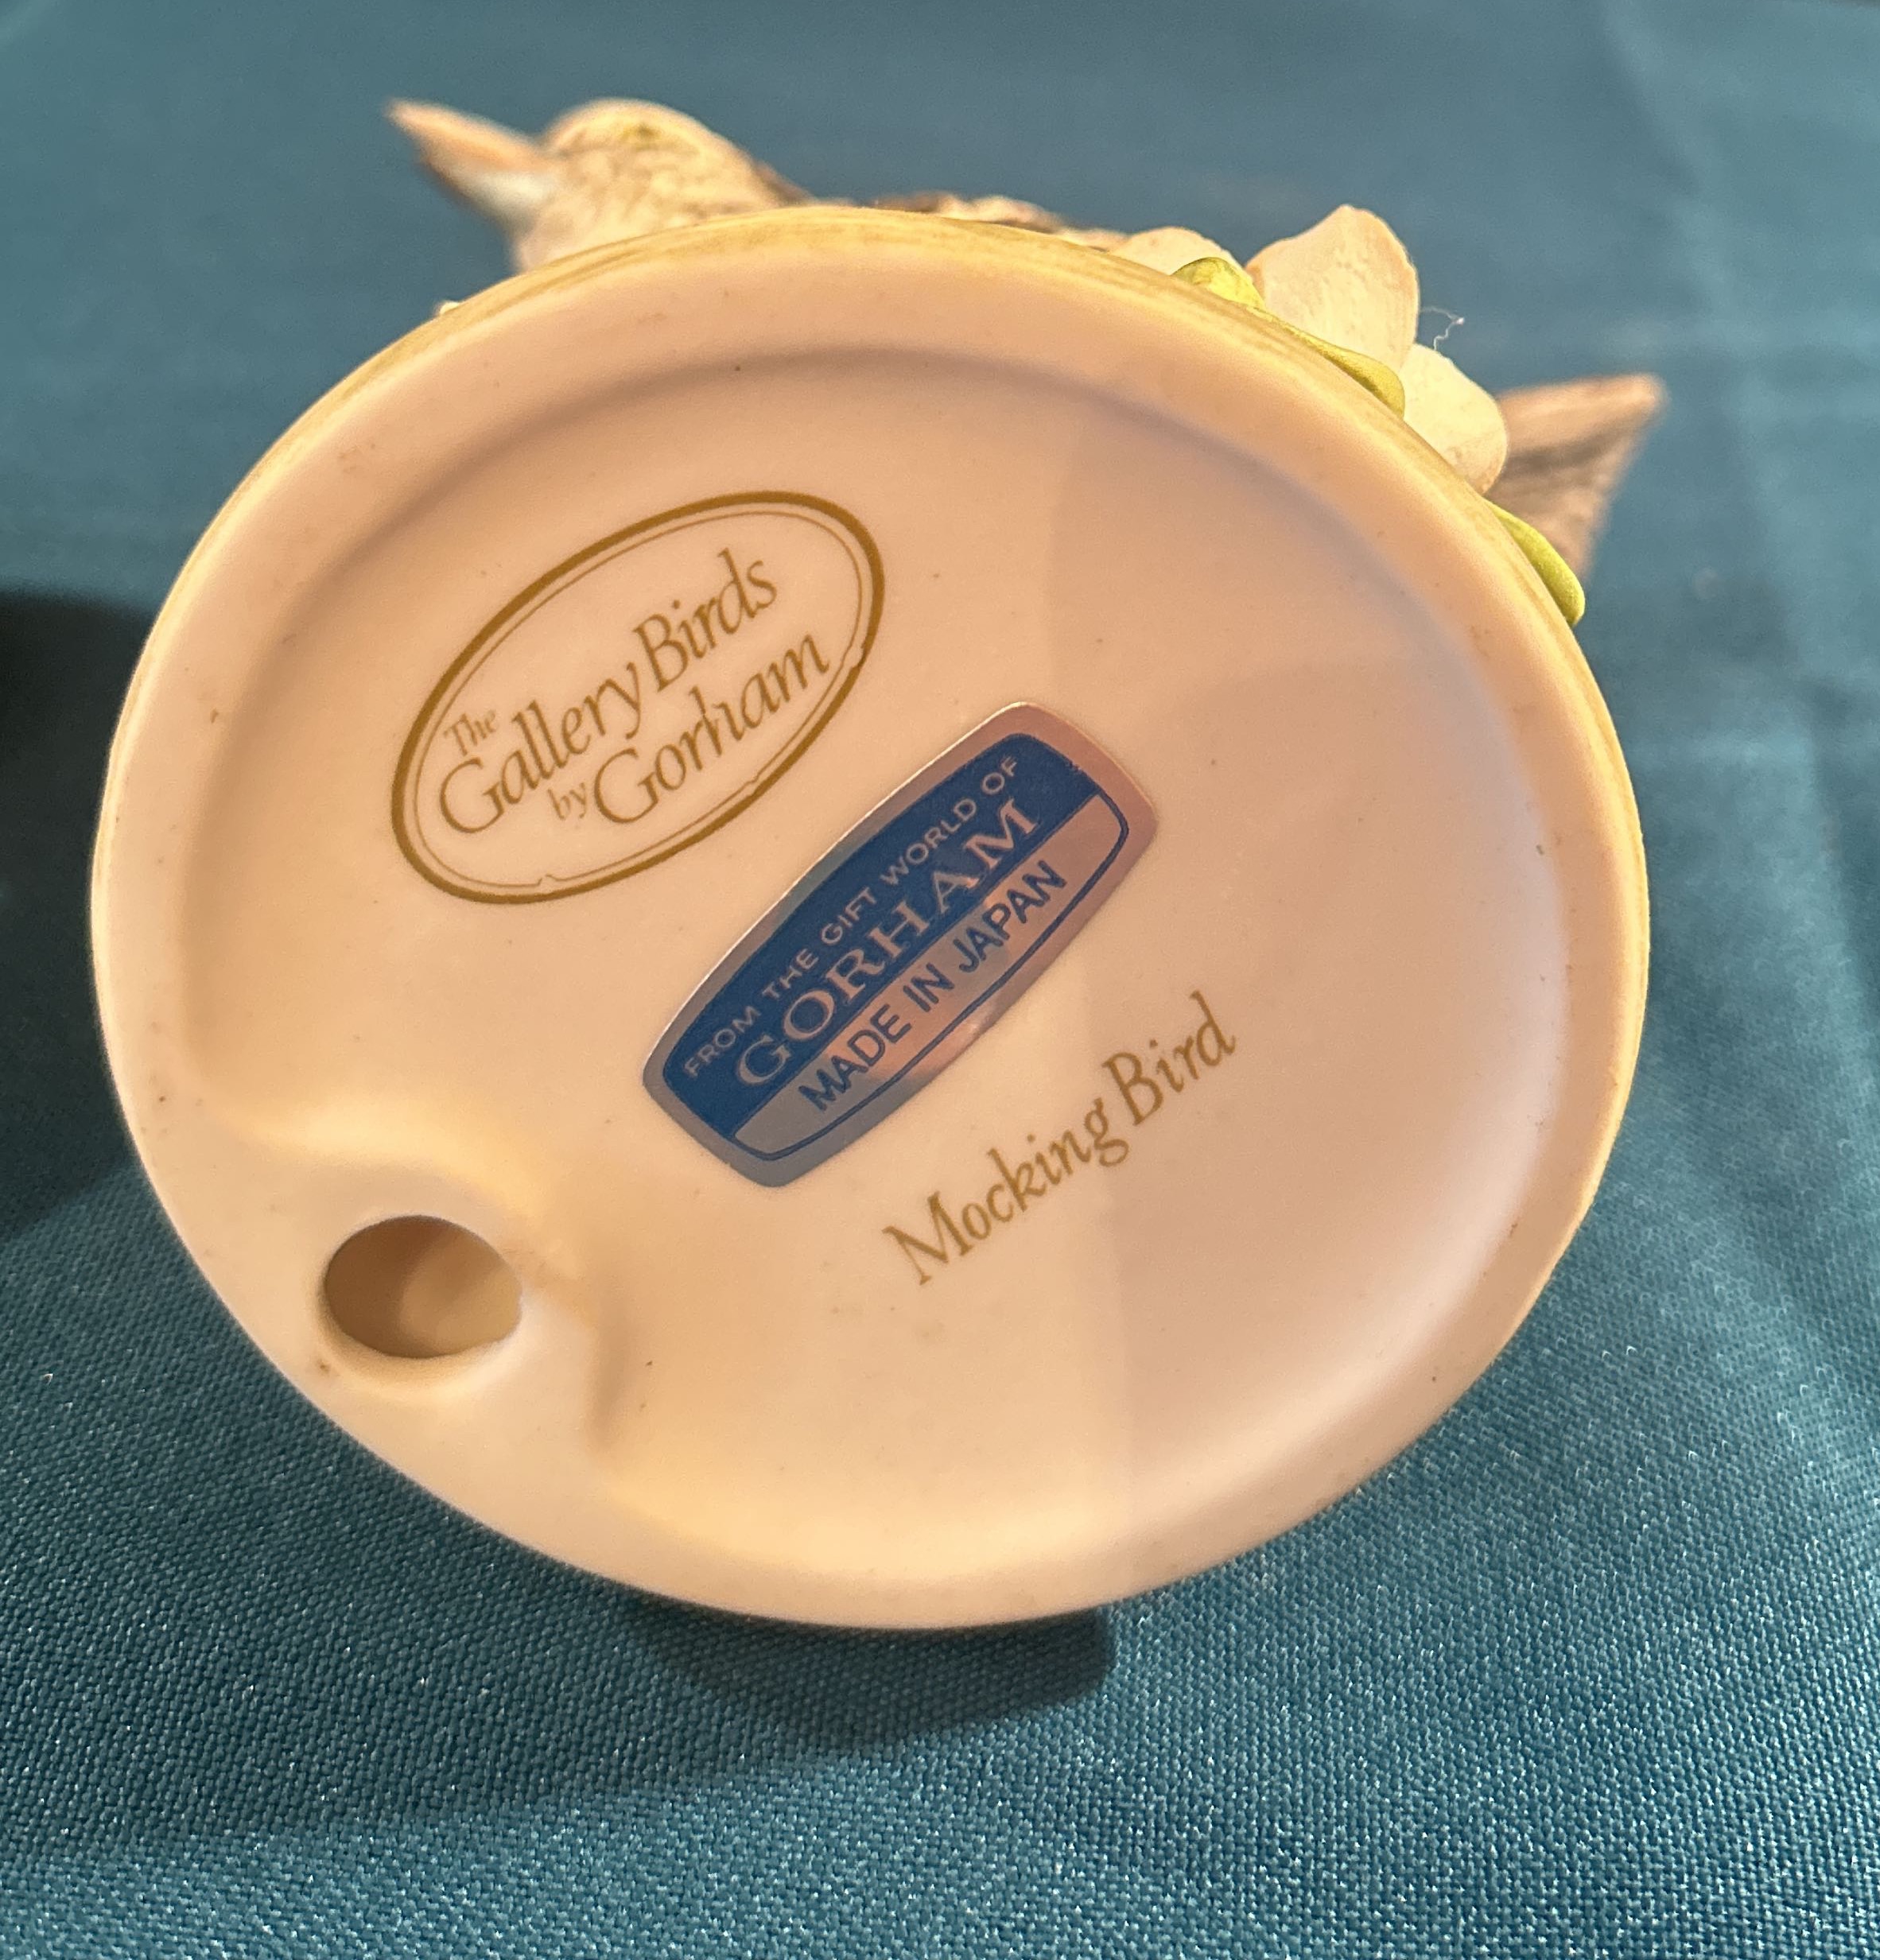 The
Gallery Birds
by Gorham
FROM THE GIFT WORLD OF
GORHAM
MADE IN JAPAN
Mocking Bird